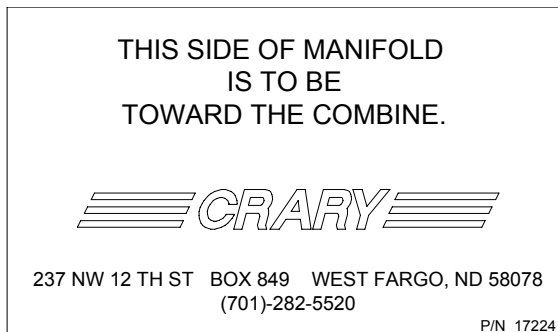 THIS SIDE OF MANIFOLD
IS TO BE
TOWARD THE COMBINE.
CRARY
237 NW 12 TH ST BOX 849 WEST FARGO, ND 58078
(701)-282-5520
P/N 17224